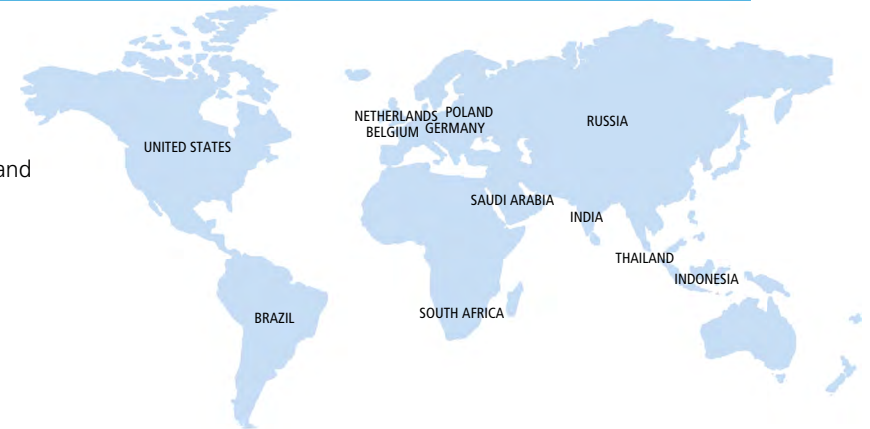 NETHERLANDS POLAND
BELGIUM GERMANY
RUSSIA
UNITED STATES
and
SAUDI ARABIA
INDIA
THAILAND
INDONESIA
SOUTH AFRICA
BRAZIL